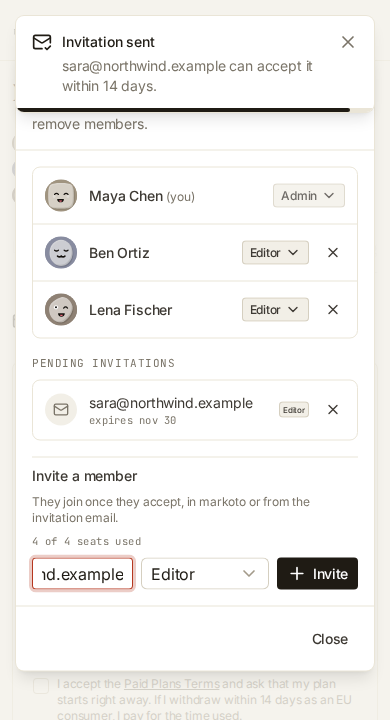 Invitation sent
sara@northwind.example can accept it
within 14 days.
remove members.
Maya Chen (you)
Admin
Ben Ortiz
Editor
Lena Fischer
Editor
PENDING INVITATIONS
sara@northwind.example
expires nov 30
Editor
Invite a member
They join once they accept, in markoto or from the
invitation email.
4 of 4 seats used
nd.example
Editor
Invite
Close
I accept the Paid Plans Terms and ask that my plan
starts right away. If I withdraw within 14 days as an EU
consumer, I pay for the time used.